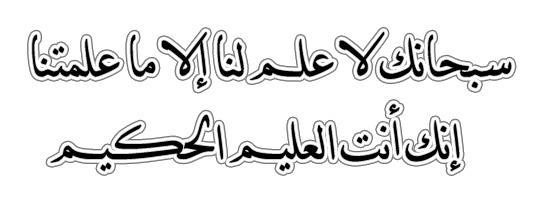 سبحانك لا علم لنا إلا ما علمتنا
إنك أنت العليم الحكيم